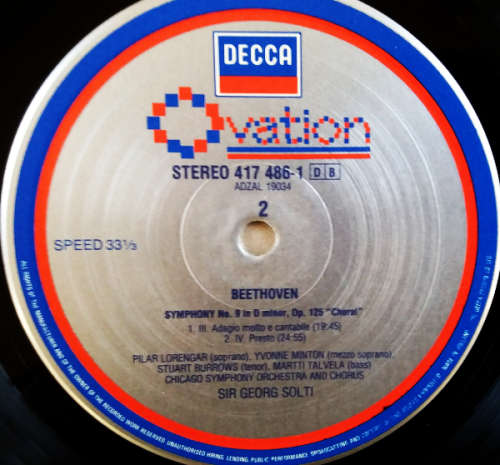 DECCA
Ovation
STEREO 417 486-1 DB
ADZAL 19034
2
SPEED 33⅓
BEETHOVEN
SYMPHONY No. 9 in D minor, Op. 125 "Choral"
1. III. Adagio molto e cantabile (19:45)
2. IV. Presto (24:55)
PILAR LORENGAR (soprano), YVONNE MINTON (mezzo soprano)
STUART BURROWS (tenor), MARTTI TALVELA (bass)
CHICAGO SYMPHONY ORCHESTRA AND CHORUS
SIR GEORG SOLTI
ALL RIGHTS OF THE MANUFACTURER AND OF THE OWNER OF THE RECORDED WORK RESERVED UNAUTHORISED HIRING, LENDING, PUBLIC PERFORMANCE, BROADCASTING AND